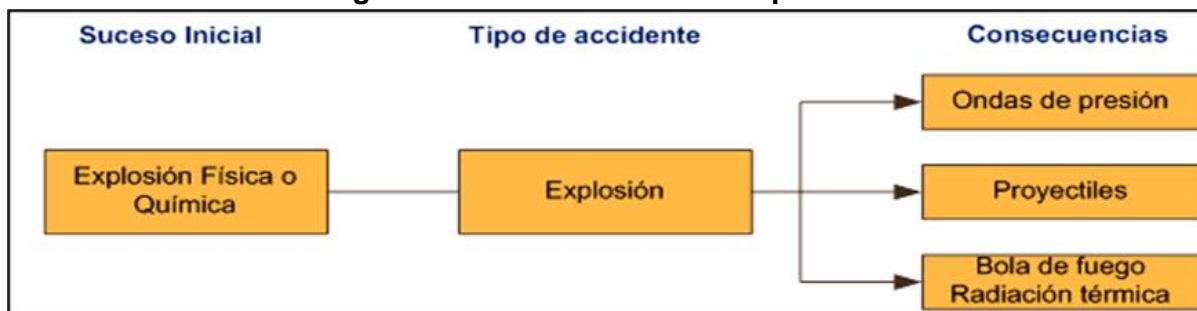 Suceso Inicial
Tipo de accidente
Consecuencias
Explosión Física o
Química
Explosión
Ondas de presión
Proyectiles
Bola de fuego
Radiación térmica